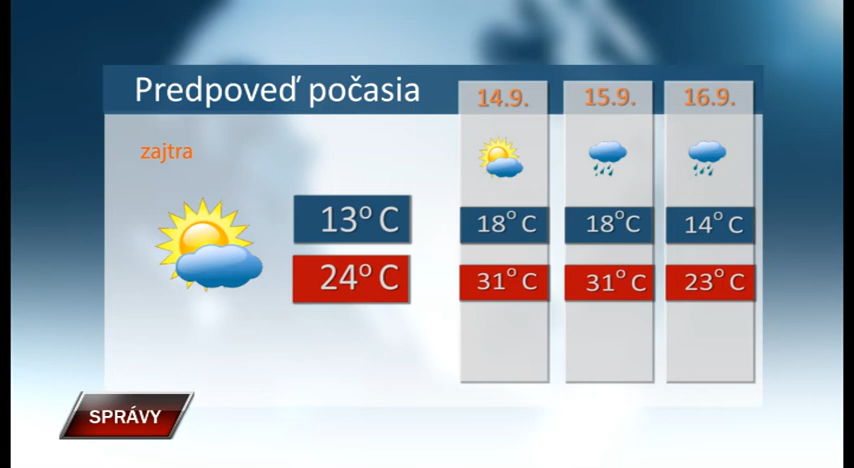 Predpoveď počasia
zajtra
13° C
24° C
14.9.
15.9.
16.9.
18° C
18°C
14° C
31° C
31° C
23° C
SPRÁVY